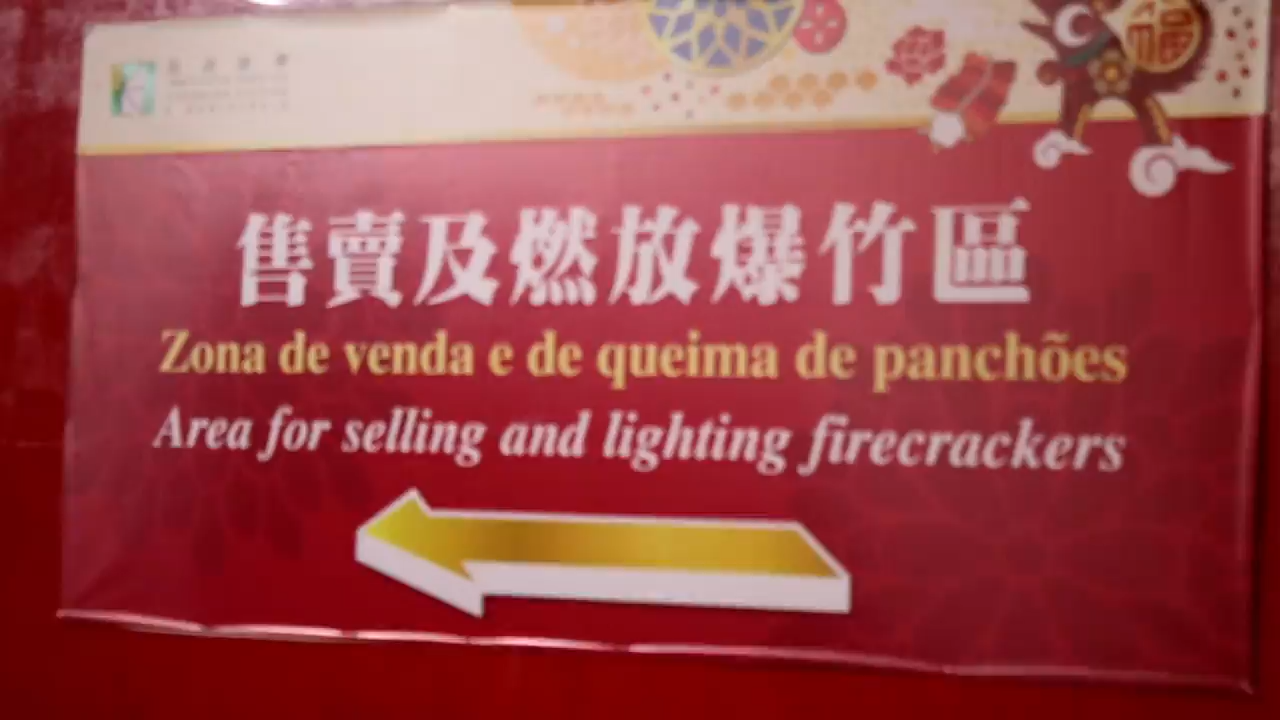 福
售賣及燃放爆竹區
Zona de venda e de queima de panchões
Area for selling and lighting firecrackers